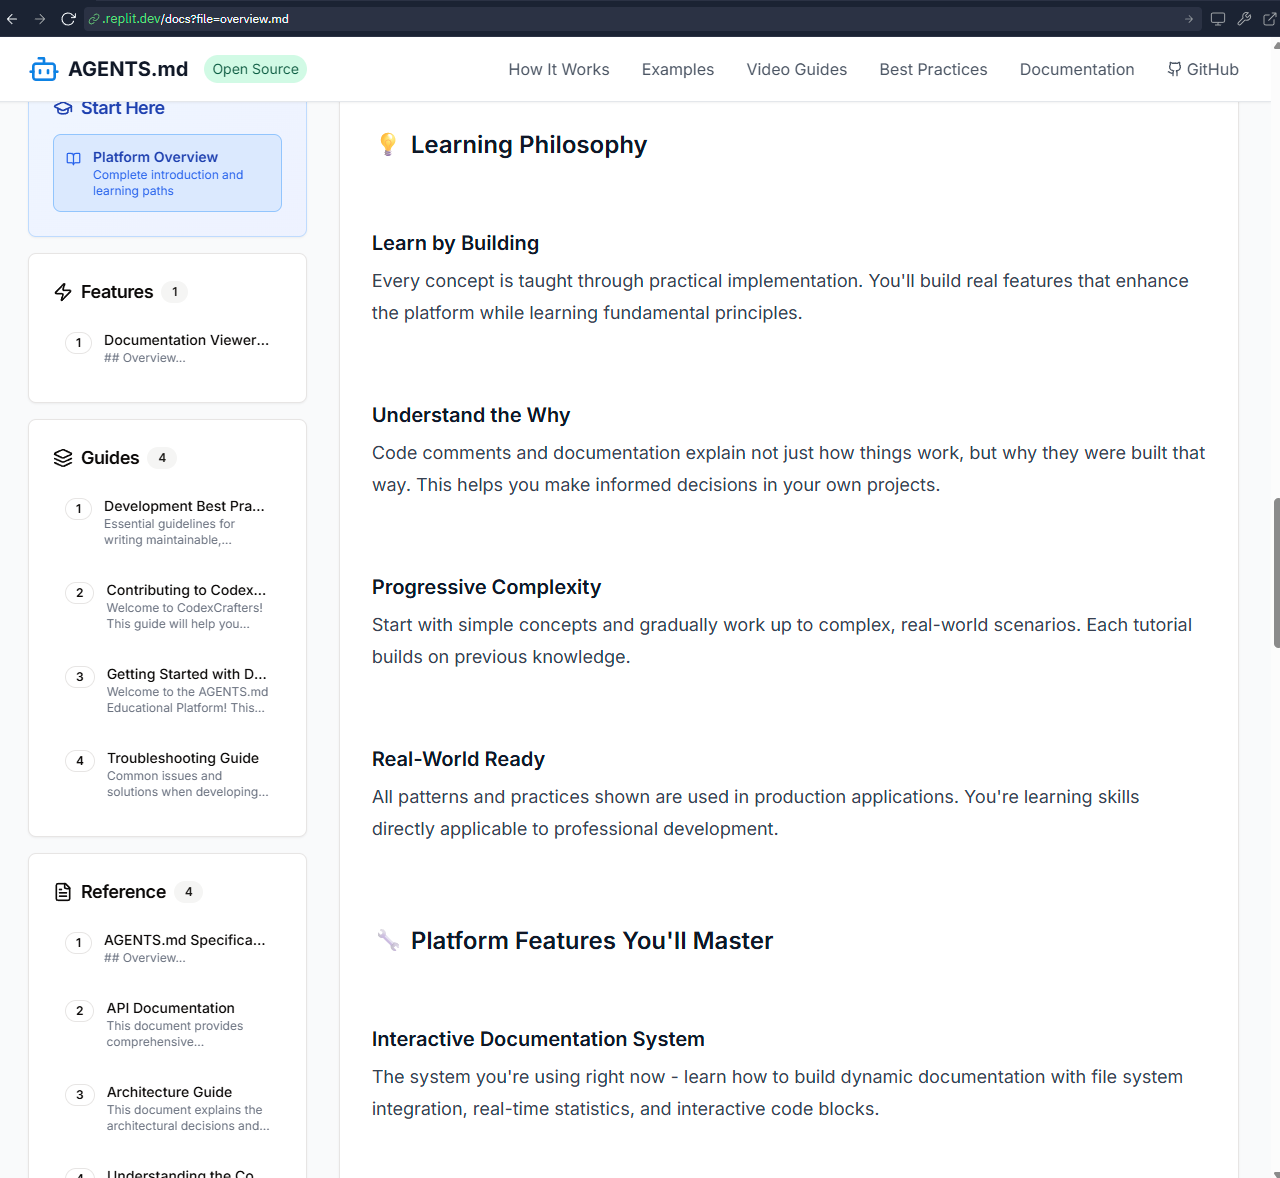 .replit.dev/docs?file=overview.md
AGENTS.md
Open Source
How It Works
Examples
Video Guides
Best Practices
Documentation
GitHub
Start Here
Platform Overview
Complete introduction and
learning paths
Features 1
1 Documentation Viewer...
## Overview...
Guides 4
1 Development Best Pra...
Essential guidelines for
writing maintainable,...
2 Contributing to Codex...
Welcome to CodexCrafters!
This guide will help you...
3 Getting Started with D...
Welcome to the AGENTS.md
Educational Platform! This...
4 Troubleshooting Guide
Common issues and
solutions when developing...
Reference 4
1 AGENTS.md Specifica...
## Overview...
2 API Documentation
This document provides
comprehensive...
3 Architecture Guide
This document explains the
architectural decisions and...
4 Understanding the Co...
Learning Philosophy
Learn by Building
Every concept is taught through practical implementation. You'll build real features that enhance
the platform while learning fundamental principles.
Understand the Why
Code comments and documentation explain not just how things work, but why they were built that
way. This helps you make informed decisions in your own projects.
Progressive Complexity
Start with simple concepts and gradually work up to complex, real-world scenarios. Each tutorial
builds on previous knowledge.
Real-World Ready
All patterns and practices shown are used in production applications. You're learning skills
directly applicable to professional development.
Platform Features You'll Master
Interactive Documentation System
The system you're using right now - learn how to build dynamic documentation with file system
integration, real-time statistics, and interactive code blocks.